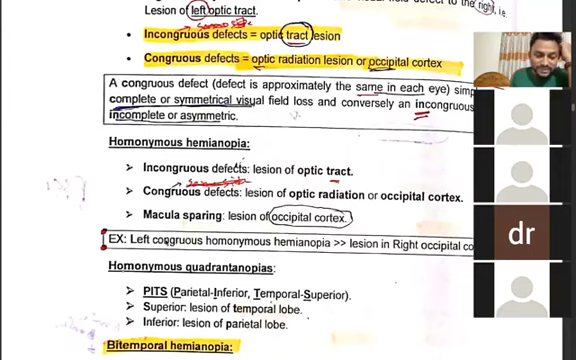 defect to the right, i.e.
Lesion of left optic tract.
• Incongruous defects = optic tract lesion
• Congruous defects = optic radiation lesion or occipital cortex
A congruous defect (defect is approximately the same in each eye)
complete or symmetrical visual field loss and conversely an incongruous
incomplete or asymmetric.
Homonymous hemianopia:
➢ Incongruous defects: lesion of optic tract.
➢ Congruous defects: lesion of optic radiation or occipital cortex.
➢ Macula sparing: lesion of occipital cortex.
EX: Left congruous homonymous hemianopia >> lesion in Right occipital
dr
Homonymous quadrantanopias:
➢ PITS (Parietal-Inferior, Temporal-Superior).
➢ Superior: lesion of temporal lobe.
➢ Inferior: lesion of parietal lobe.
Bitemporal hemianopia: